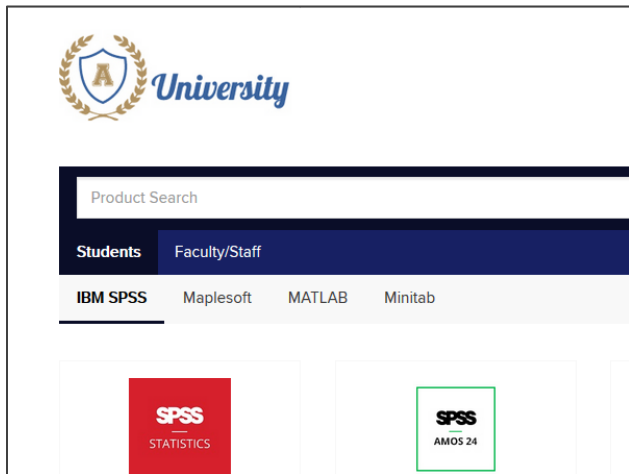 A University
Product Search
Students Faculty/Staff
IBM SPSS Maplesoft MATLAB Minitab
SPSS
STATISTICS
SPSS
AMOS 24